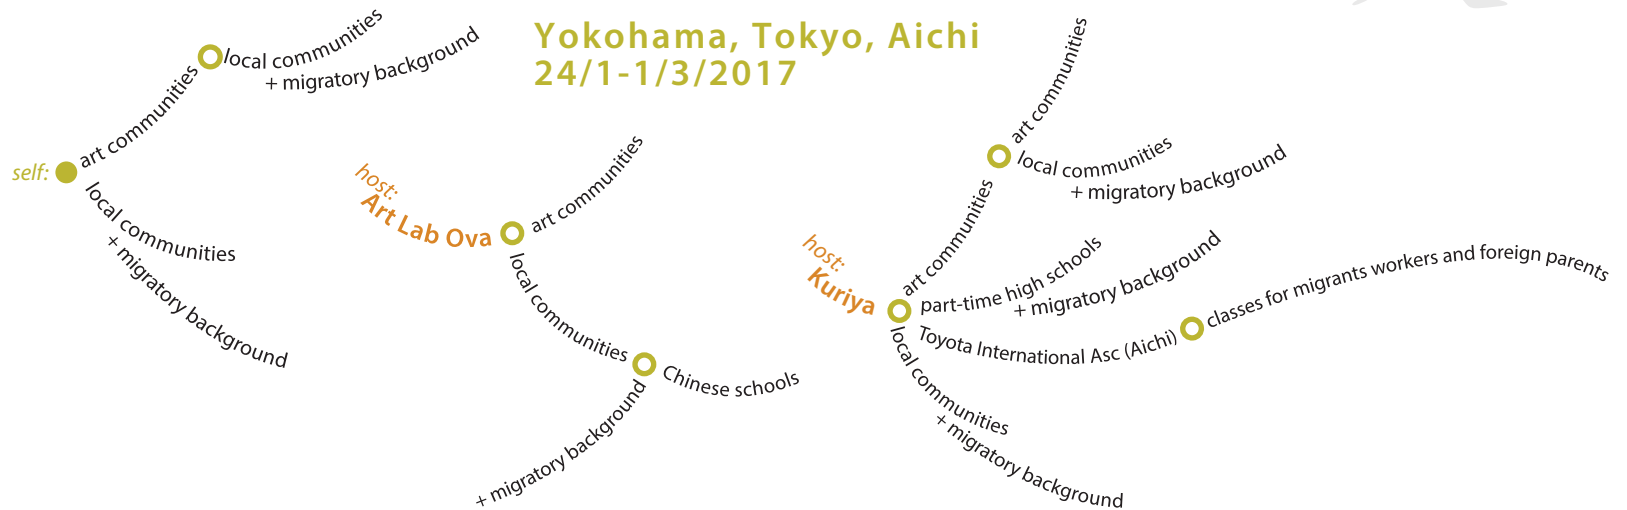 Yokohama, Tokyo, Aichi
24/1-1/3/2017
self:
art communities
local communities
+ migratory background
local communities
+ migratory background
host:
Art Lab Ova
art communities
local communities
Chinese schools
+ migratory background
host:
Kuriya
art communities
art communities
local communities
+ migratory background
part-time high schools
+ migratory background
Toyota International Asc (Aichi)
classes for migrants workers and foreign parents
local communities
+ migratory background